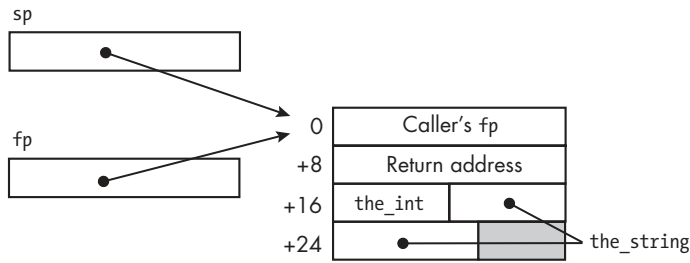 sp
fp
0 Caller's fp
+8 Return address
+16 the_int
+24
the_string